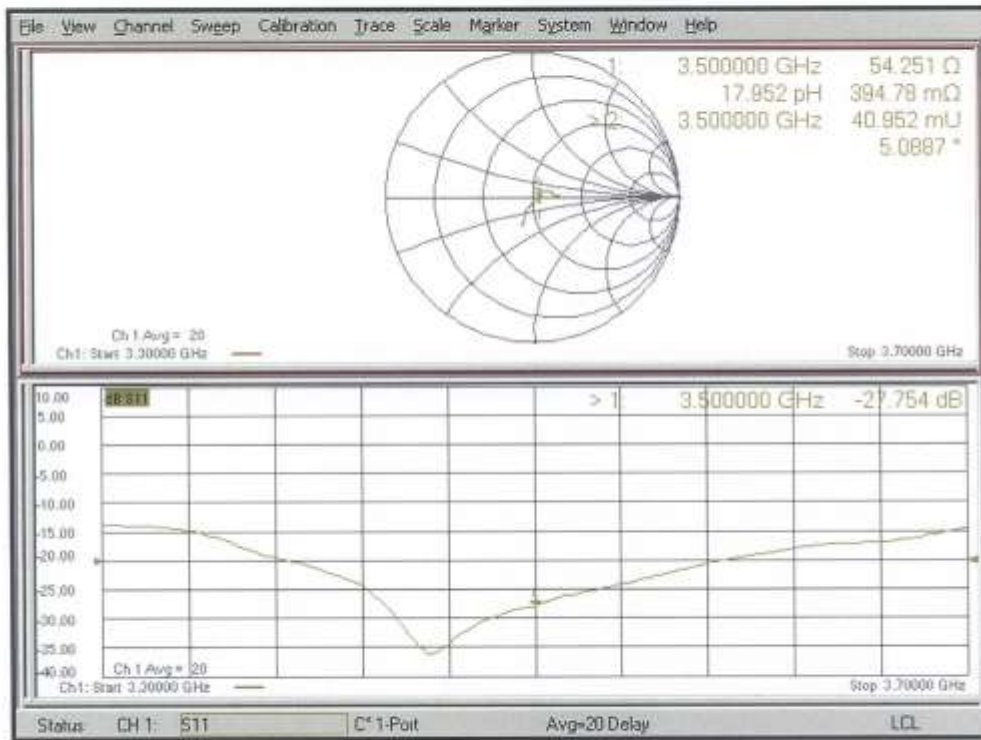 File View Channel Sweep Calibration Trace Scale Marker System Window Help
1: 3.500000 GHz 54.251 Ω
17.952 pH 394.78 mΩ
> 2: 3.500000 GHz 40.952 mU
5.0887 °
Ch 1 Avg = 20
Ch1: Start 3.30000 GHz
Stop 3.70000 GHz
10.00
dB S11
> 1: 3.500000 GHz -27.754 dB
5.00
0.00
-5.00
-10.00
-15.00
-20.00
-25.00
-30.00
-35.00
-40.00
Ch 1 Avg = 20
Ch1: Start 3.30000 GHz
Stop 3.70000 GHz
Status CH 1: S11 C* 1-Port Avg=20 Delay LCL